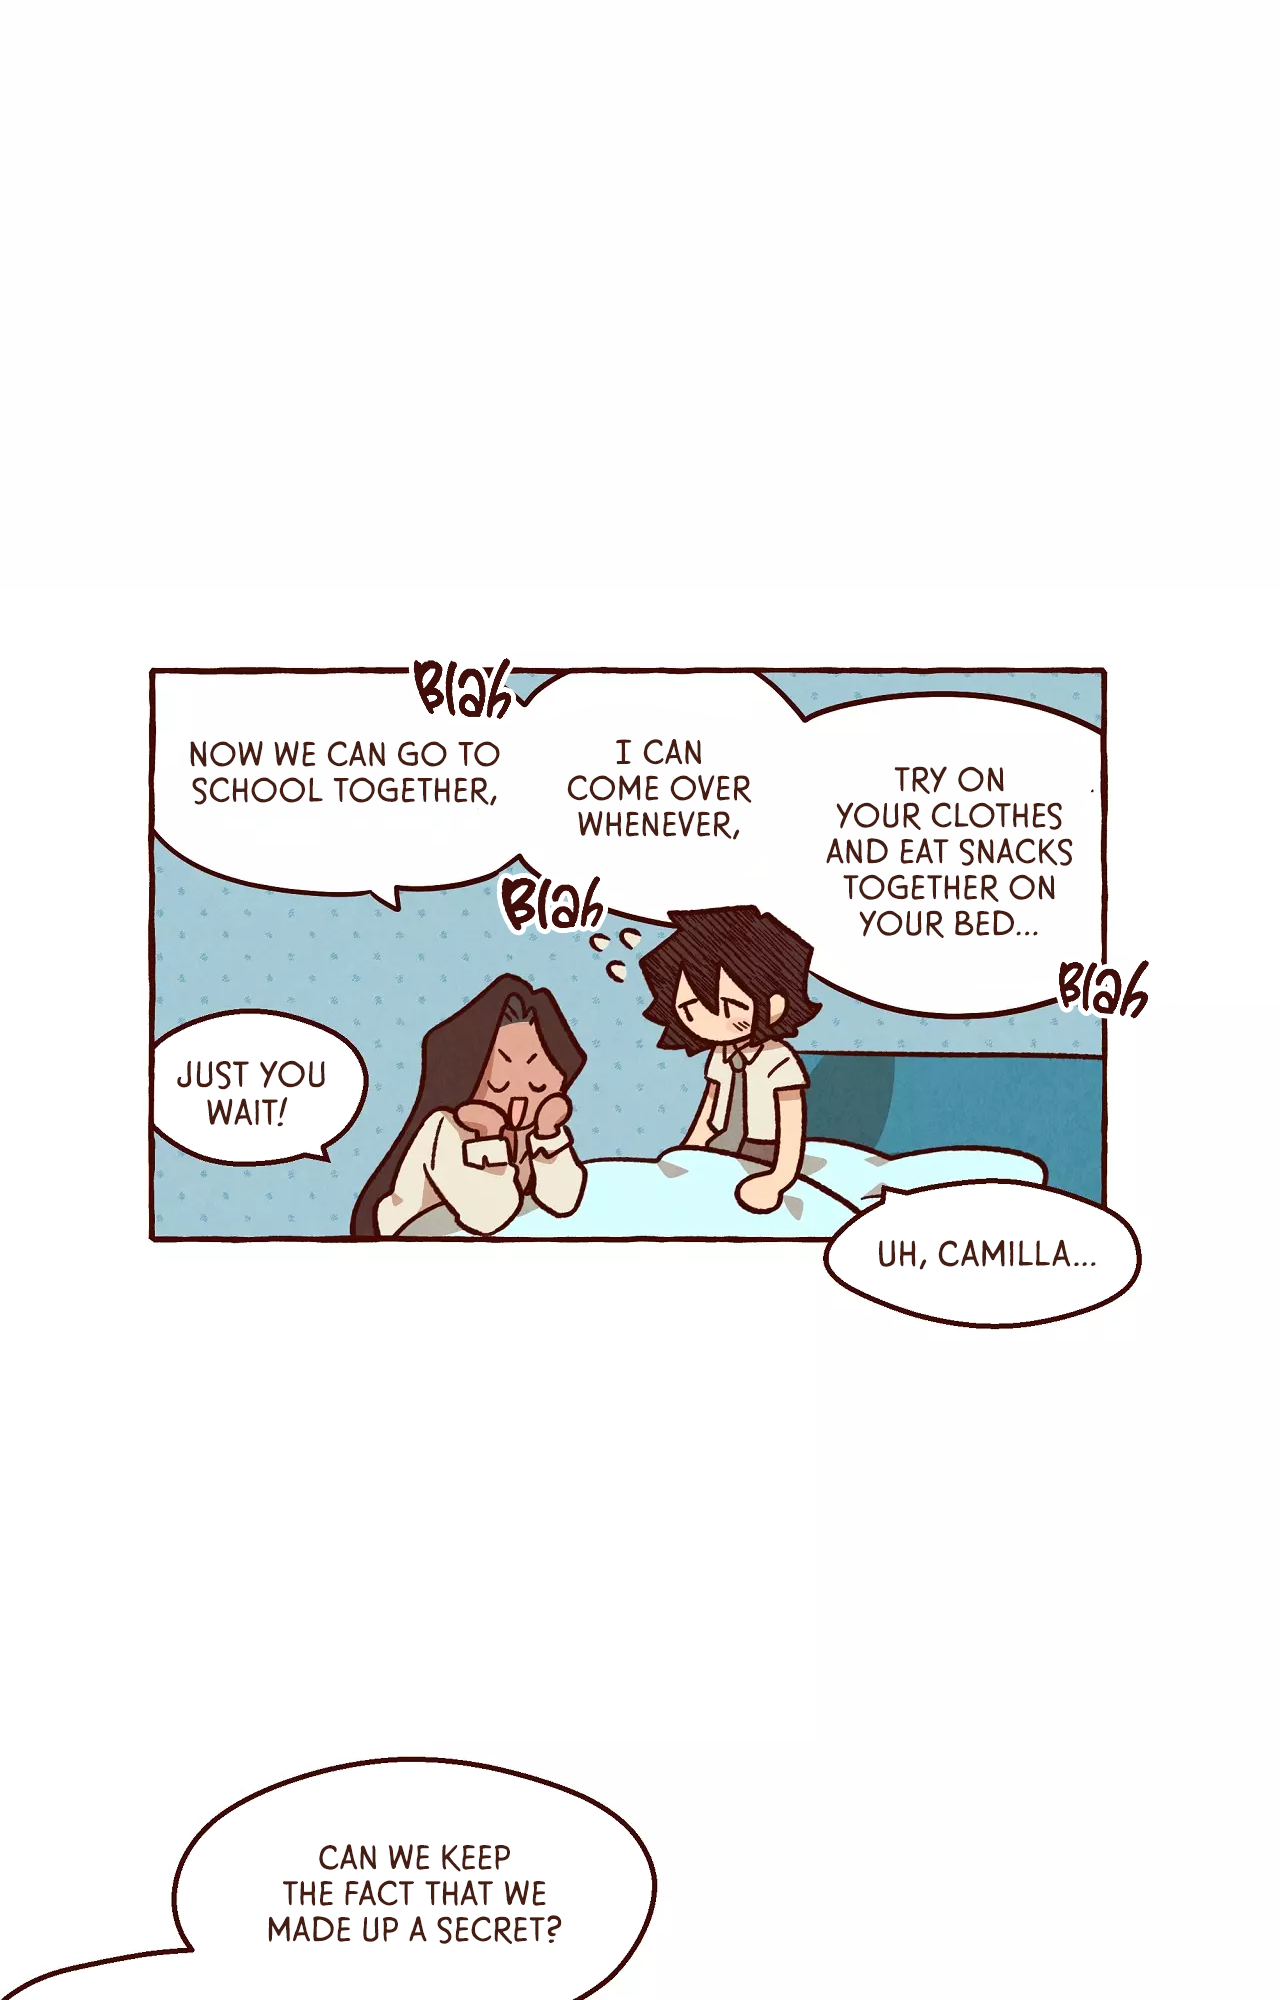 Blah
NOW WE CAN GO TO
SCHOOL TOGETHER,
I CAN
COME OVER
WHENEVER,
TRY ON
YOUR CLOTHES
AND EAT SNACKS
TOGETHER ON
YOUR BED...
Blah
Blah
JUST YOU
WAIT!
UH, CAMILLA...
CAN WE KEEP
THE FACT THAT WE
MADE UP A SECRET?